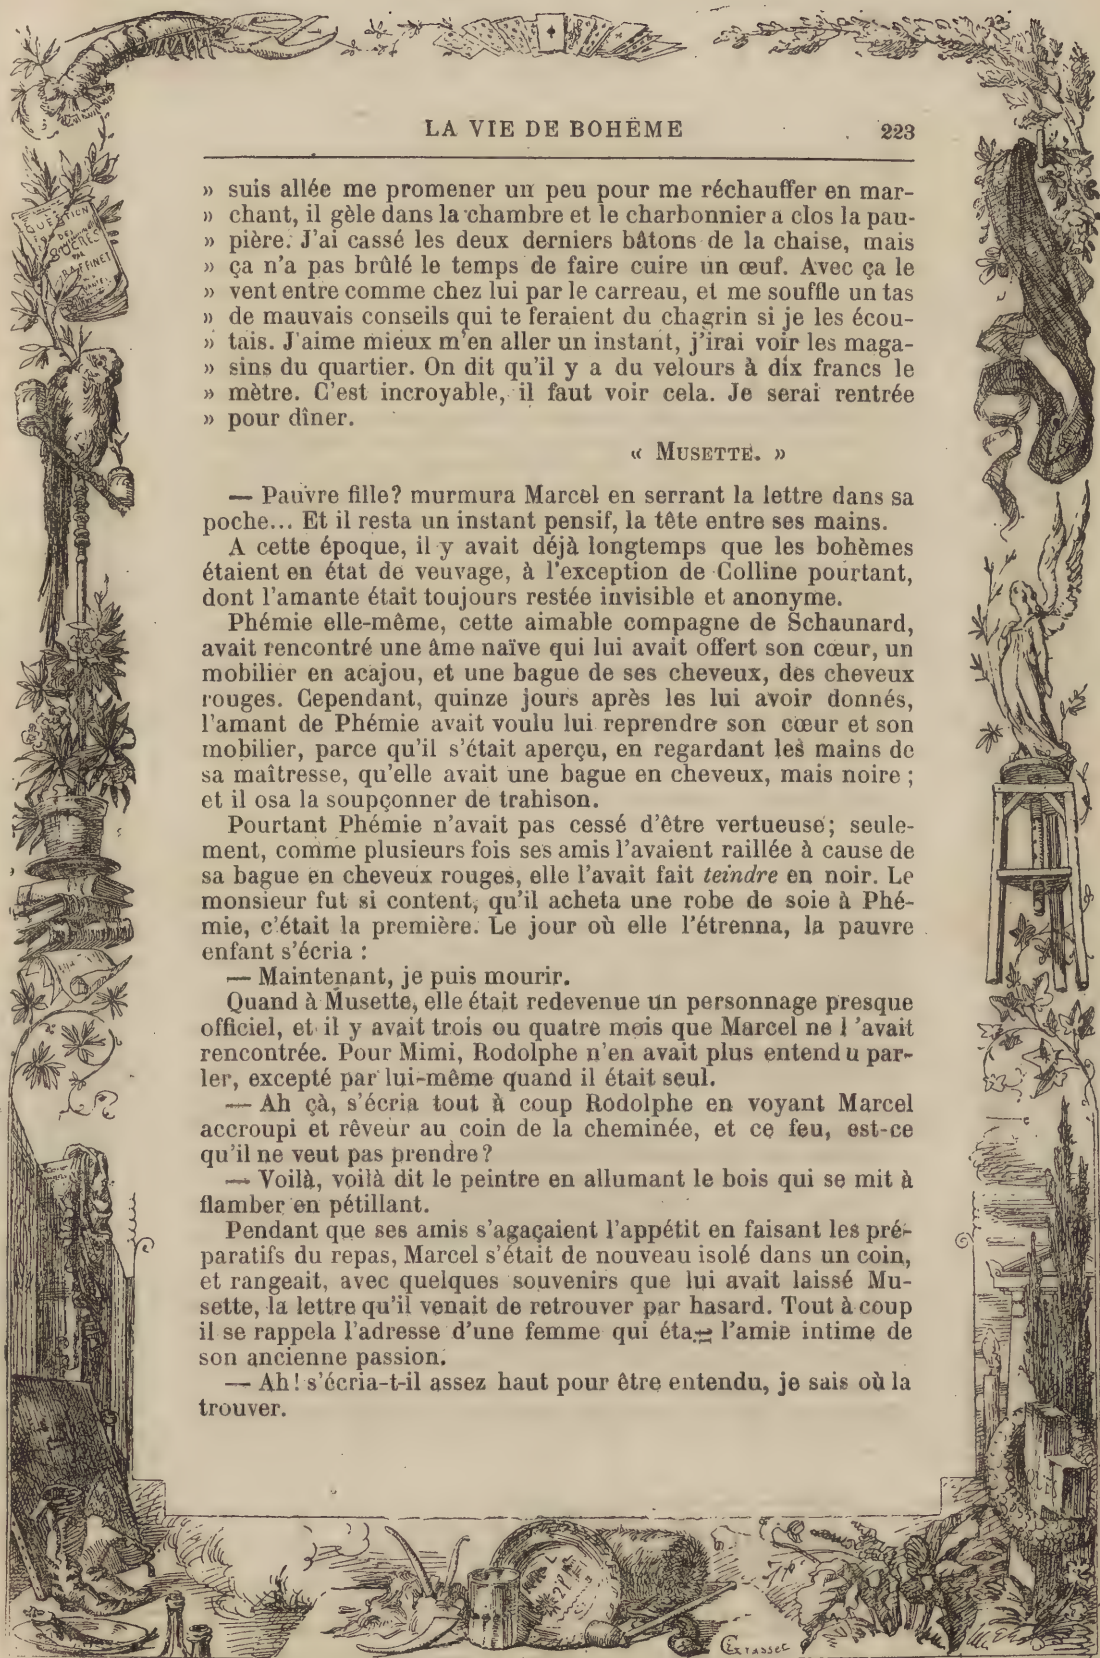 LA VIE DE BOHÈME 223
» suis allée me promener un peu pour me réchauffer en mar-
» chant, il gèle dans la chambre et le charbonnier a clos la pau-
» pière. J'ai cassé les deux derniers bâtons de la chaise, mais
» ça n'a pas brûlé le temps de faire cuire un œuf. Avec ça le
» vent entre comme chez lui par le carreau, et me souffle un tas
» de mauvais conseils qui te feraient du chagrin si je les écou-
» tais. J'aime mieux m'en aller un instant, j'irai voir les maga-
» sins du quartier. On dit qu'il y a du velours à dix francs le
» mètre. C'est incroyable, il faut voir cela. Je serai rentrée
» pour dîner.
« MUSETTE. »
— Pauvre fille? murmura Marcel en serrant la lettre dans sa
poche... Et il resta un instant pensif, la tête entre ses mains.
A cette époque, il y avait déjà longtemps que les bohèmes
étaient en état de veuvage, à l'exception de Colline pourtant,
dont l'amante était toujours restée invisible et anonyme.
Phémie elle-même, cette aimable compagne de Schaunard,
avait rencontré une âme naïve qui lui avait offert son cœur, un
mobilier en acajou, et une bague de ses cheveux, des cheveux
rouges. Cependant, quinze jours après les lui avoir donnés,
l'amant de Phémie avait voulu lui reprendre son cœur et son
mobilier, parce qu'il s'était aperçu, en regardant les mains de
sa maîtresse, qu'elle avait une bague en cheveux, mais noire ;
et il osa la soupçonner de trahison.
Pourtant Phémie n'avait pas cessé d'être vertueuse; seule-
ment, comme plusieurs fois ses amis l'avaient raillée à cause de
sa bague en cheveux rouges, elle l'avait fait teindre en noir. Le
monsieur fut si content, qu'il acheta une robe de soie à Phé-
mie, c'était la première. Le jour où elle l'étrenna, la pauvre
enfant s'écria :
— Maintenant, je puis mourir.
Quand à Musette, elle était redevenue un personnage presque
officiel, et il y avait trois ou quatre mois que Marcel ne l'avait
rencontrée. Pour Mimi, Rodolphe n'en avait plus entendu par-
ler, excepté par lui-même quand il était seul.
— Ah çà, s'écria tout à coup Rodolphe en voyant Marcel
accroupi et rêveur au coin de la cheminée, et ce feu, est-ce
qu'il ne veut pas prendre?
— Voilà, voilà dit le peintre en allumant le bois qui se mit à
flamber en pétillant.
Pendant que ses amis s'agaçaient l'appétit en faisant les pré-
paratifs du repas, Marcel s'était de nouveau isolé dans un coin,
et rangeait, avec quelques souvenirs que lui avait laissé Mu-
sette, la lettre qu'il venait de retrouver par hasard. Tout à coup
il se rappela l'adresse d'une femme qui était l'amie intime de
son ancienne passion.
— Ah! s'écria-t-il assez haut pour être entendu, je sais où la
trouver.
QUESTION
DES
SUCRES
PAR
RAFFINET
Grasset